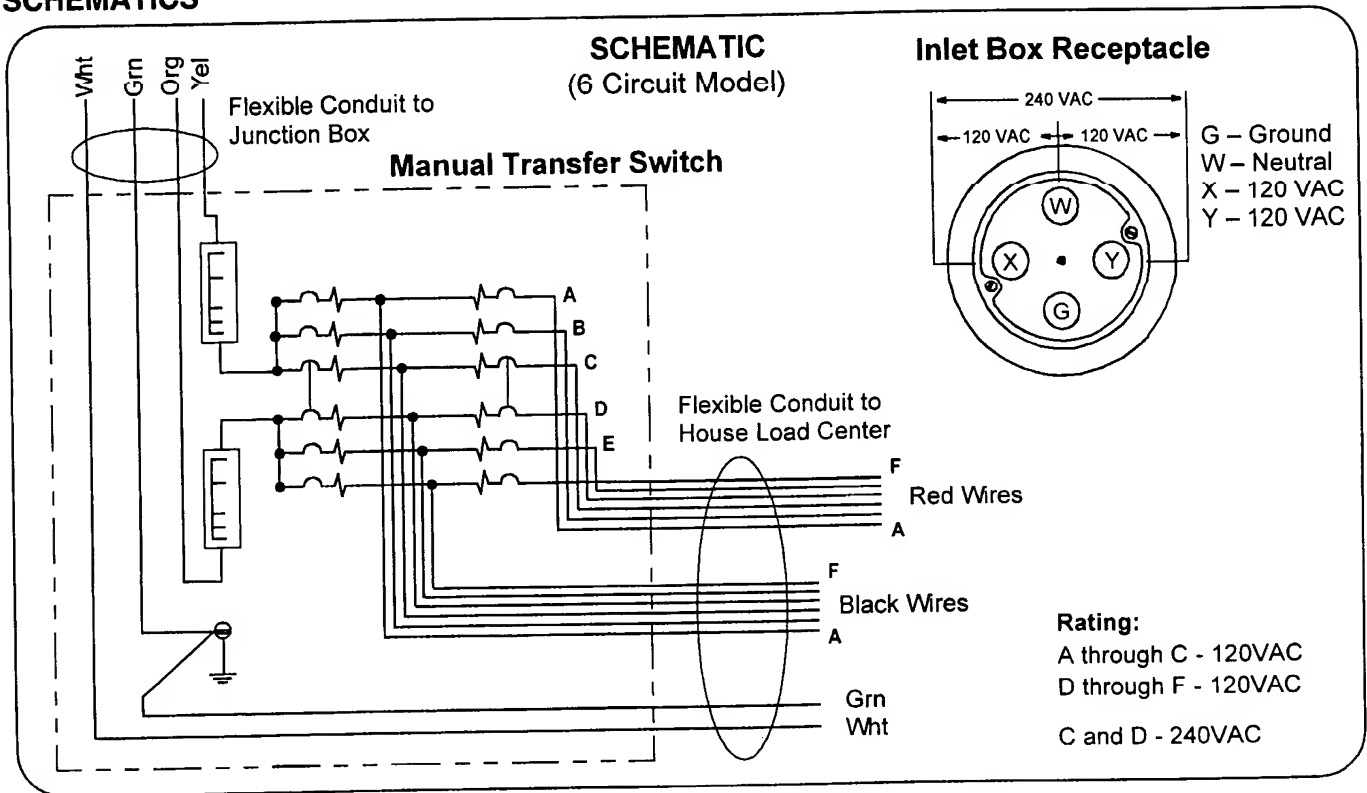 SCHEMATICS
SCHEMATIC
(6 Circuit Model)
Inlet Box Receptacle
Wht
Grn
Org
Yel
Flexible Conduit to
Junction Box
Manual Transfer Switch
240 VAC
120 VAC
120 VAC
G – Ground
W – Neutral
X – 120 VAC
Y – 120 VAC
W
X
Y
G
A
B
C
D
E
Flexible Conduit to
House Load Center
F
Red Wires
A
F
Black Wires
A
Grn
Wht
Rating:
A through C - 120VAC
D through F - 120VAC
C and D - 240VAC